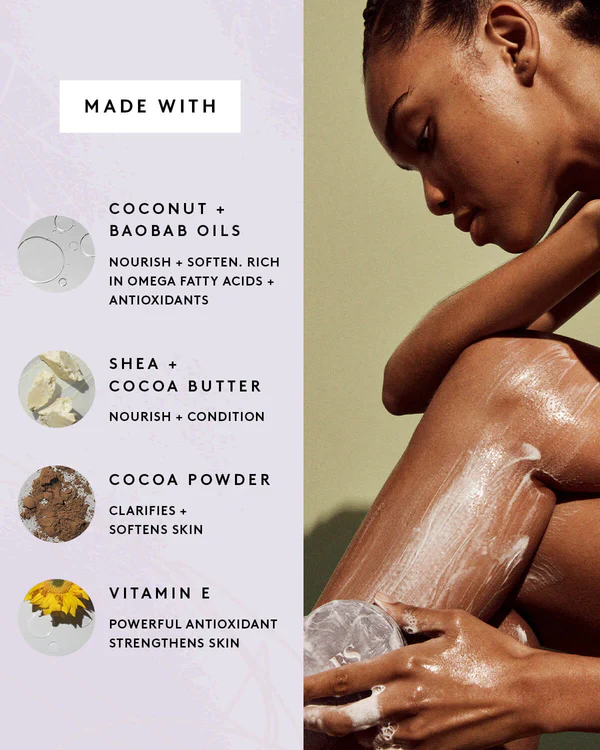 MADE WITH
COCONUT +
BAOBAB OILS
NOURISH + SOFTEN. RICH
IN OMEGA FATTY ACIDS +
ANTIOXIDANTS
SHEA +
COCOA BUTTER
NOURISH + CONDITION
COCOA POWDER
CLARIFIES +
SOFTENS SKIN
VITAMIN E
POWERFUL ANTIOXIDANT
STRENGTHENS SKIN